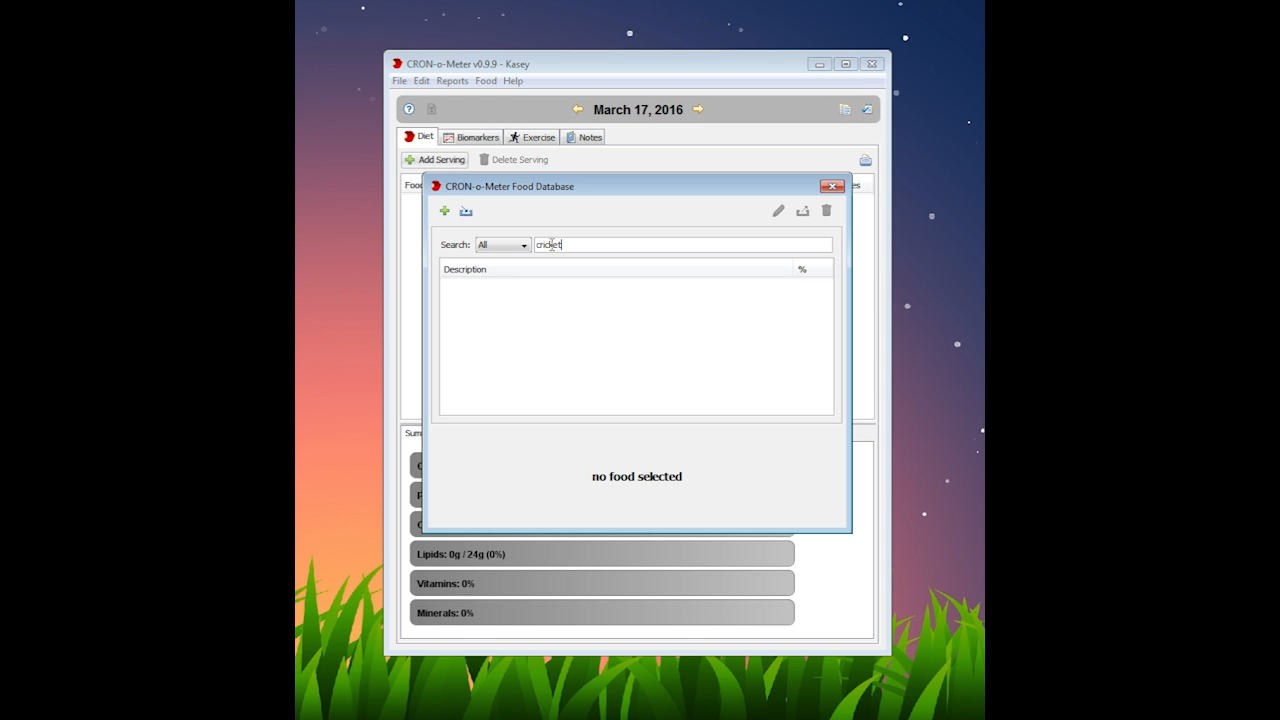 CRON-o-Meter v0.9.9 - Kasey
File Edit Reports Food Help
March 17, 2016
Diet Biomarkers Exercise Notes
Add Serving Delete Serving
CRON-o-Meter Food Database
Search: All cricket
Description %
no food selected
Lipids: 0g / 24g (0%)
Vitamins: 0%
Minerals: 0%